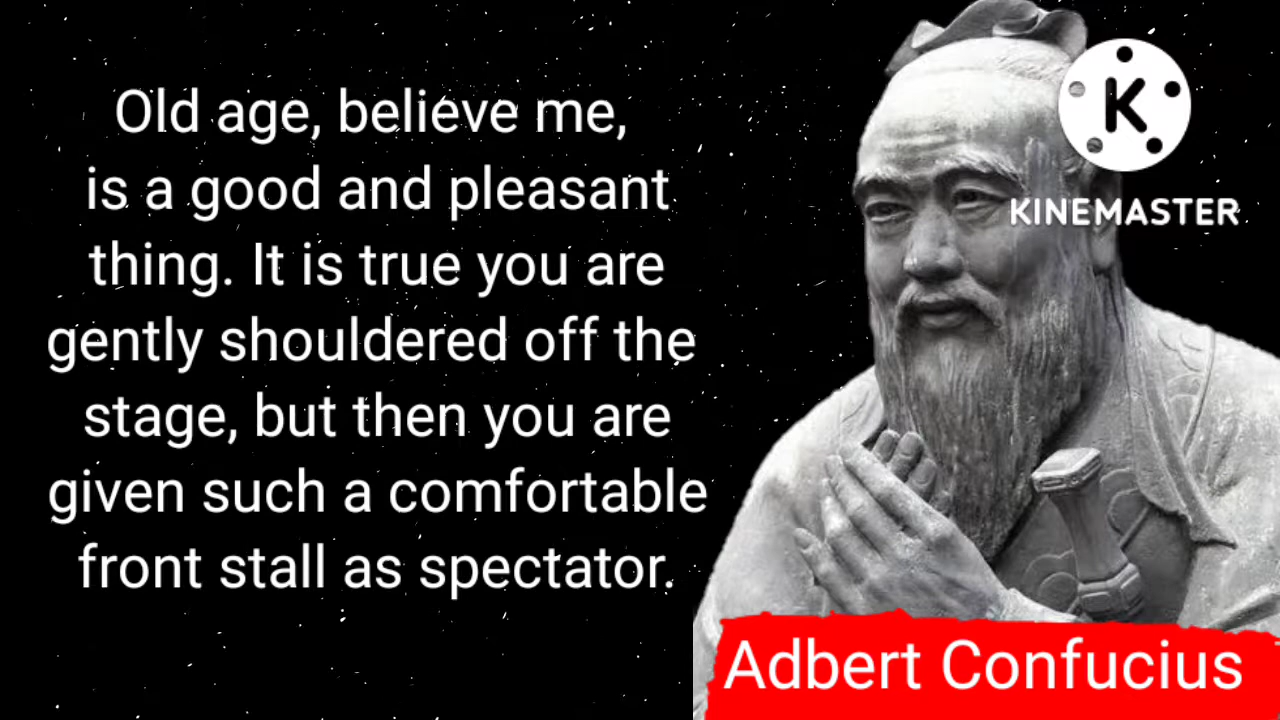 Old age, believe me,
is a good and pleasant
thing. It is true you are
gently shouldered off the
stage, but then you are
given such a comfortable
front stall as spectator.
K
KINEMASTER
Adbert Confucius